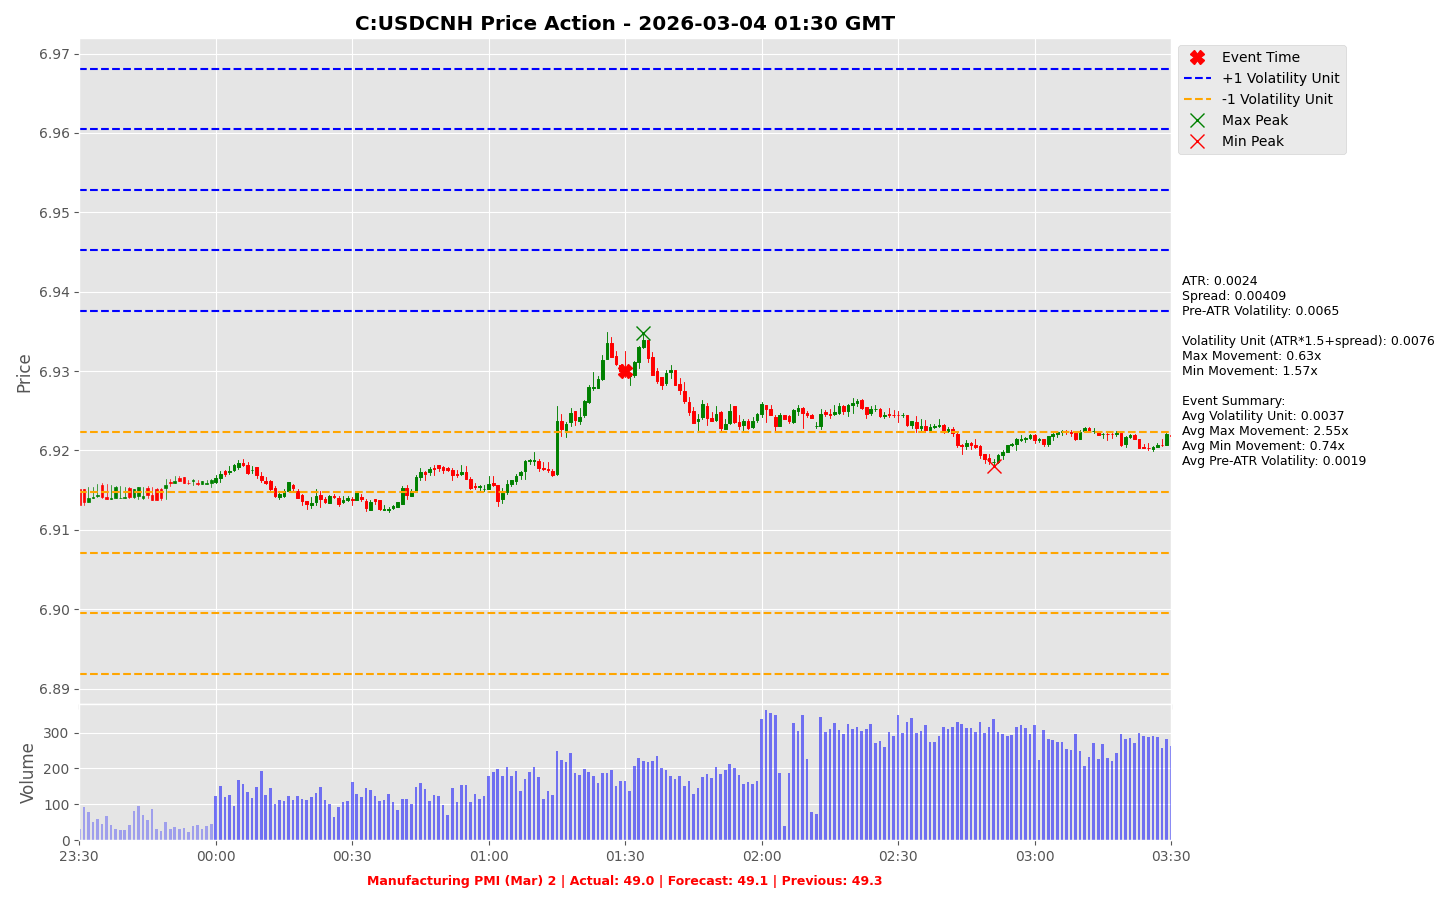 C:USDCNH Price Action - 2026-03-04 01:30 GMT
6.97
6.96
6.95
6.94
6.93
6.92
6.91
6.90
6.89
Price
300
200
100
0
Volume
23:30 00:00 00:30 01:00 01:30 02:00 02:30 03:00 03:30
Manufacturing PMI (Mar) 2 | Actual: 49.0 | Forecast: 49.1 | Previous: 49.3
Event Time
+1 Volatility Unit
-1 Volatility Unit
Max Peak
Min Peak
ATR: 0.0024
Spread: 0.00409
Pre-ATR Volatility: 0.0065
Volatility Unit (ATR*1.5+spread): 0.0076
Max Movement: 0.63x
Min Movement: 1.57x
Event Summary:
Avg Volatility Unit: 0.0037
Avg Max Movement: 2.55x
Avg Min Movement: 0.74x
Avg Pre-ATR Volatility: 0.0019